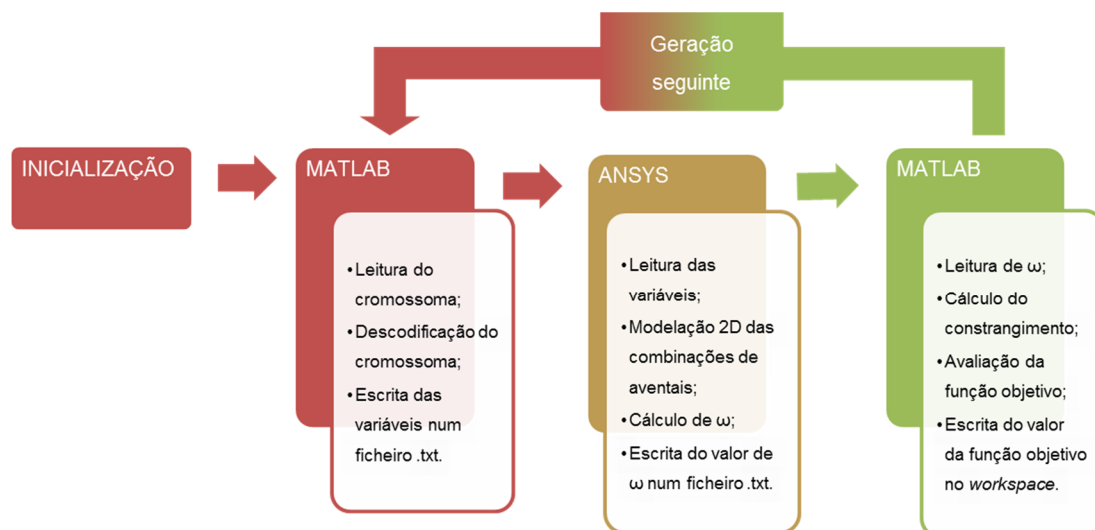 Geração
seguinte
INICIALIZAÇÃO
MATLAB
• Leitura do
cromossoma;
• Descodificação do
cromossoma;
• Escrita das
variáveis num
ficheiro .txt.
ANSYS
• Leitura das
variáveis;
• Modelação 2D das
combinações de
aventais;
• Cálculo de ω;
• Escrita do valor de
ω num ficheiro .txt.
MATLAB
• Leitura de ω;
• Cálculo do
constrangimento;
• Avaliação da
função objetivo;
• Escrita do valor
da função objetivo
no workspace.